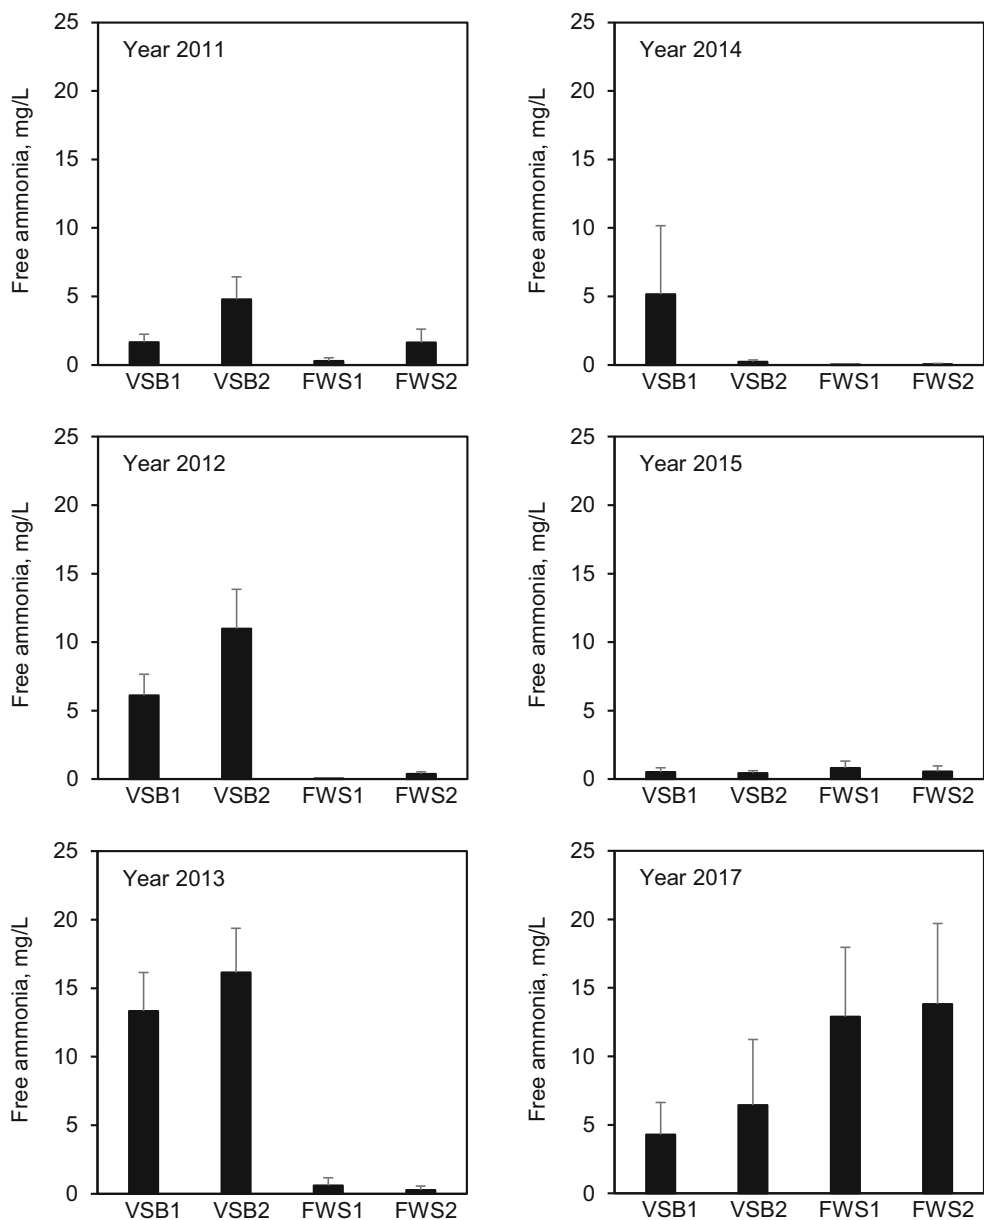 Free ammonia, mg/L
25
20
15
10
5
0
Year 2011
VSB1 VSB2 FWS1 FWS2
Free ammonia, mg/L
25
20
15
10
5
0
Year 2014
VSB1 VSB2 FWS1 FWS2
Free ammonia, mg/L
25
20
15
10
5
0
Year 2012
VSB1 VSB2 FWS1 FWS2
Free ammonia, mg/L
25
20
15
10
5
0
Year 2015
VSB1 VSB2 FWS1 FWS2
Free ammonia, mg/L
25
20
15
10
5
0
Year 2013
VSB1 VSB2 FWS1 FWS2
Free ammonia, mg/L
25
20
15
10
5
0
Year 2017
VSB1 VSB2 FWS1 FWS2